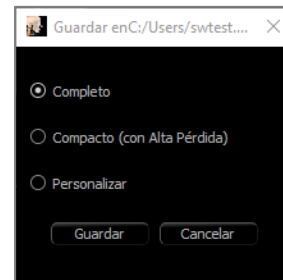 Guardar enC:/Users/swtest....
Completo
Compacto (con Alta Pérdida)
Personalizar
Guardar Cancelar